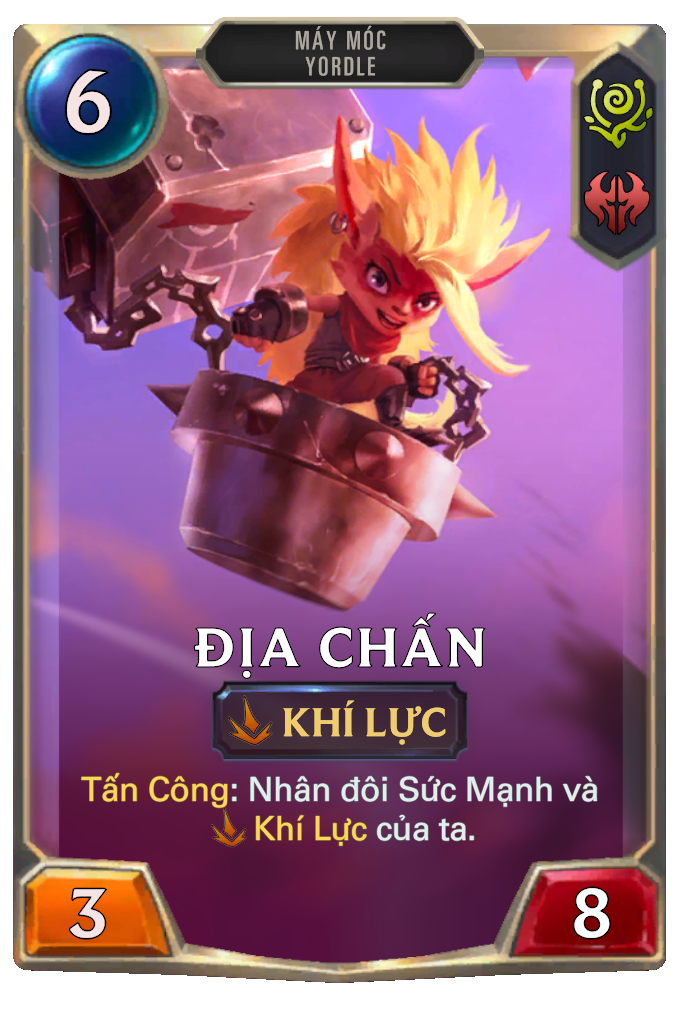 6
MÁY MÓC
YORDLE
ĐỊA CHẤN
KHÍ LỰC
Tấn Công: Nhân đôi Sức Mạnh và
Khí Lực của ta.
3
8